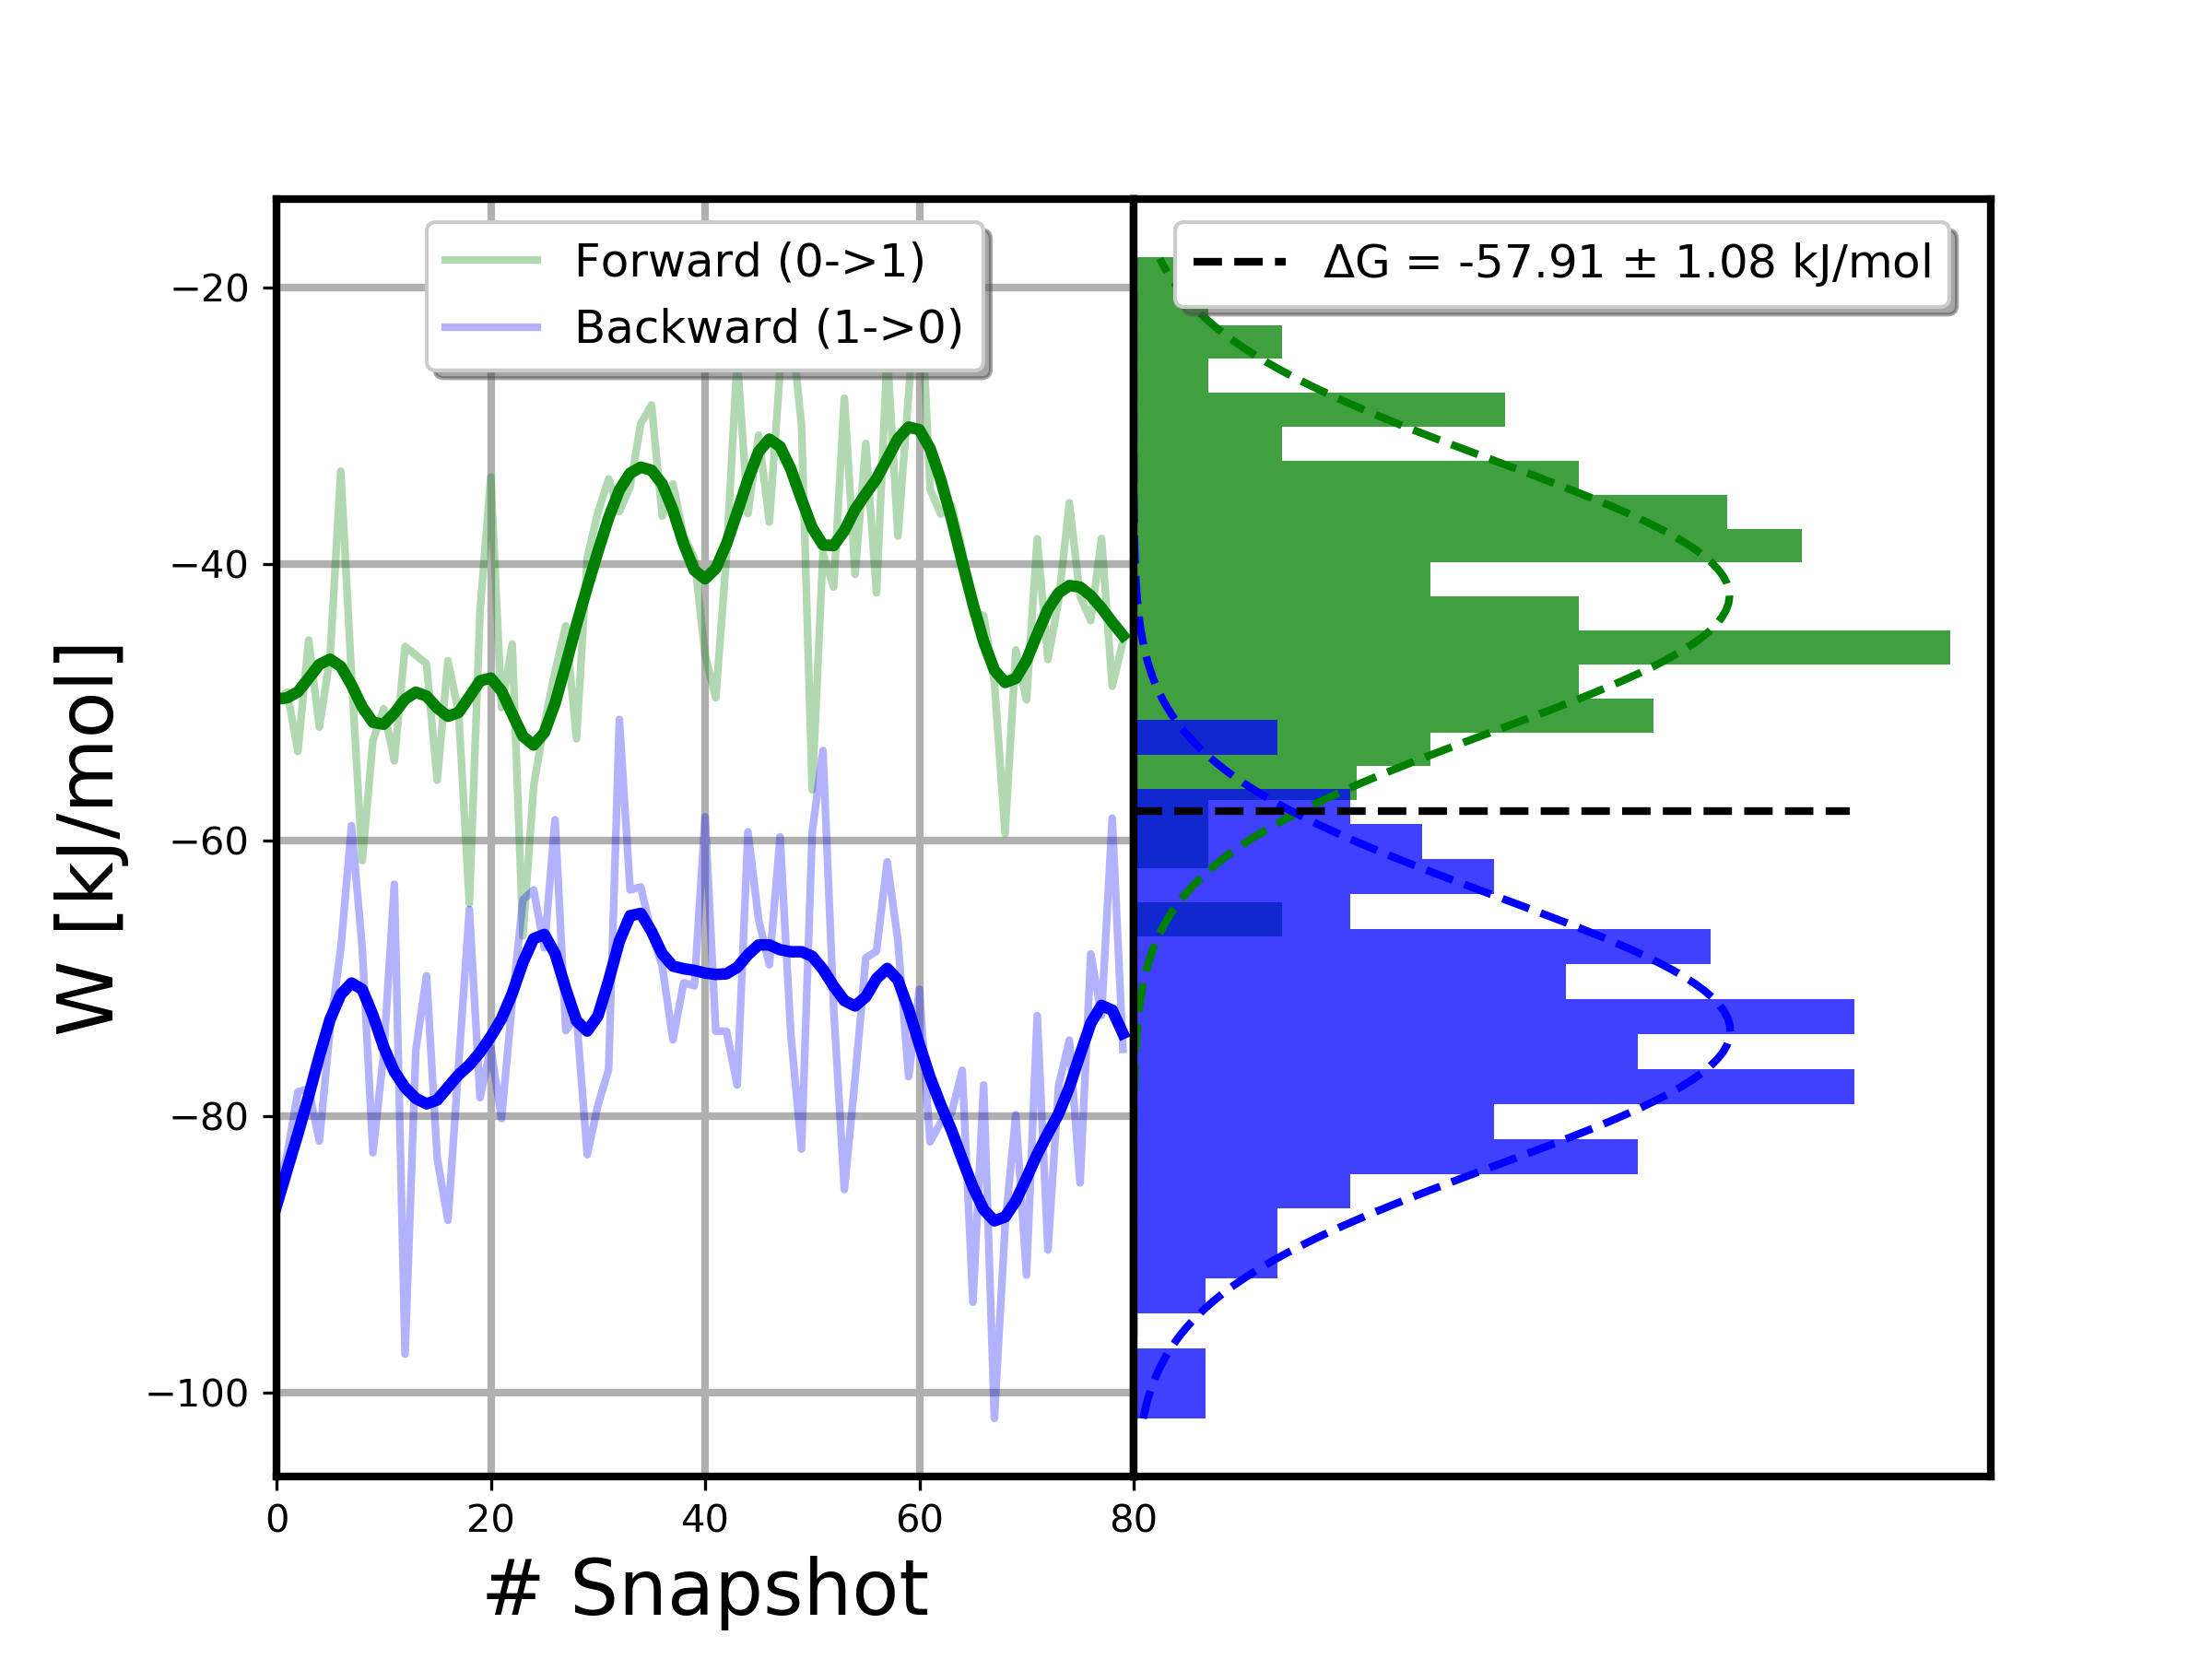 Forward (0->1)
Backward (1->0)
ΔG = -57.91 ± 1.08 kJ/mol
W [kJ/mol]
−20
−40
−60
−80
−100
0 20 40 60 80
# Snapshot